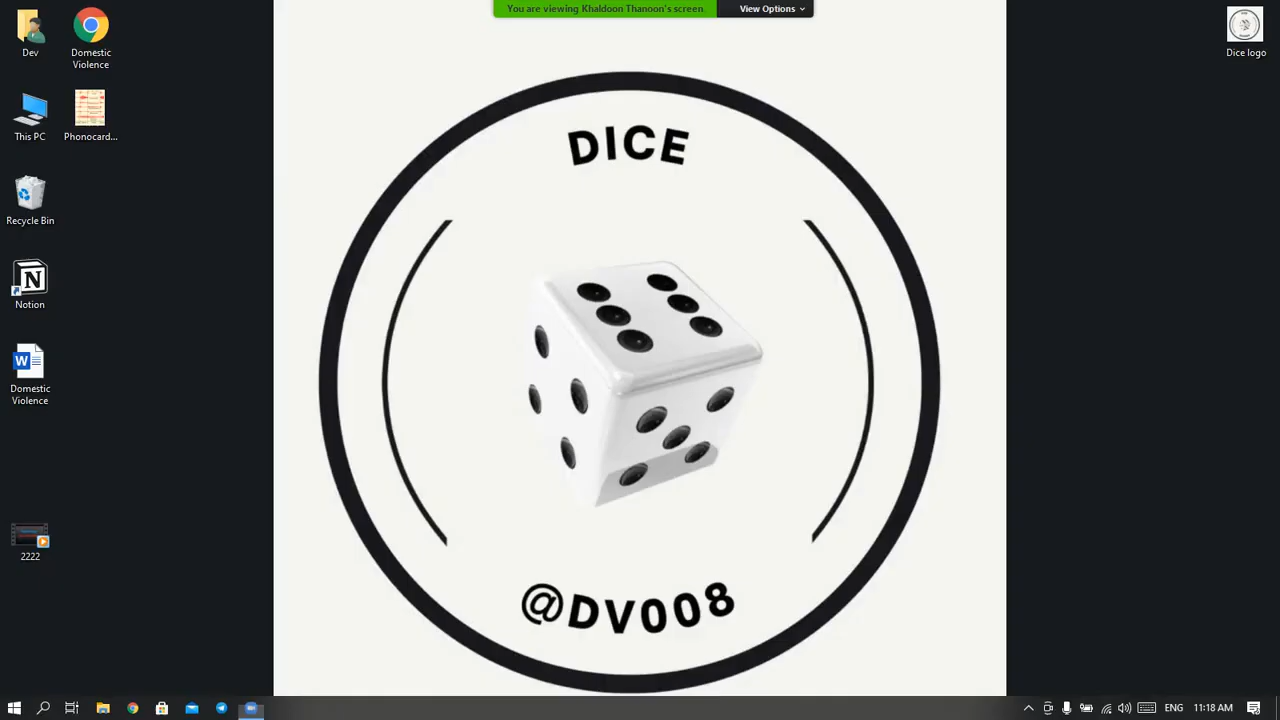 You are viewing Khaldoon Thanoon's screen
View Options
Dev
Domestic
Violence
Dice logo
This PC
Phonocard...
Recycle Bin
N
Notion
W
Domestic
Violence
2222
DICE
@DV008
ENG
11:18 AM